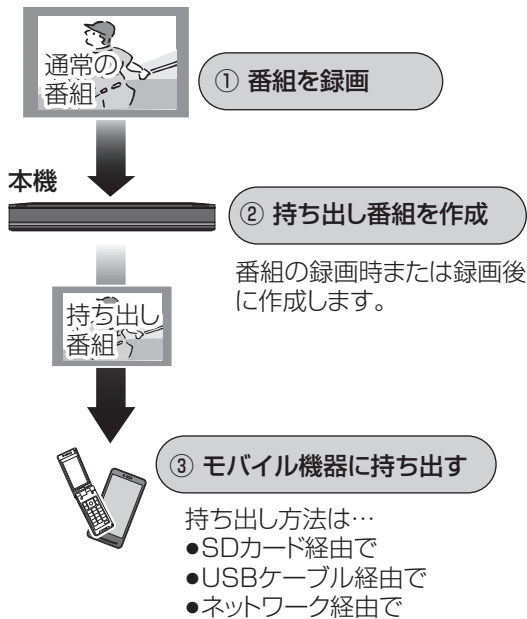 通常の
番組
① 番組を録画
本機
② 持ち出し番組を作成
番組の録画時または録画後
に作成します。
持ち出し
番組
③ モバイル機器に持ち出す
持ち出し方法は…
●SDカード経由で
●USBケーブル経由で
●ネットワーク経由で